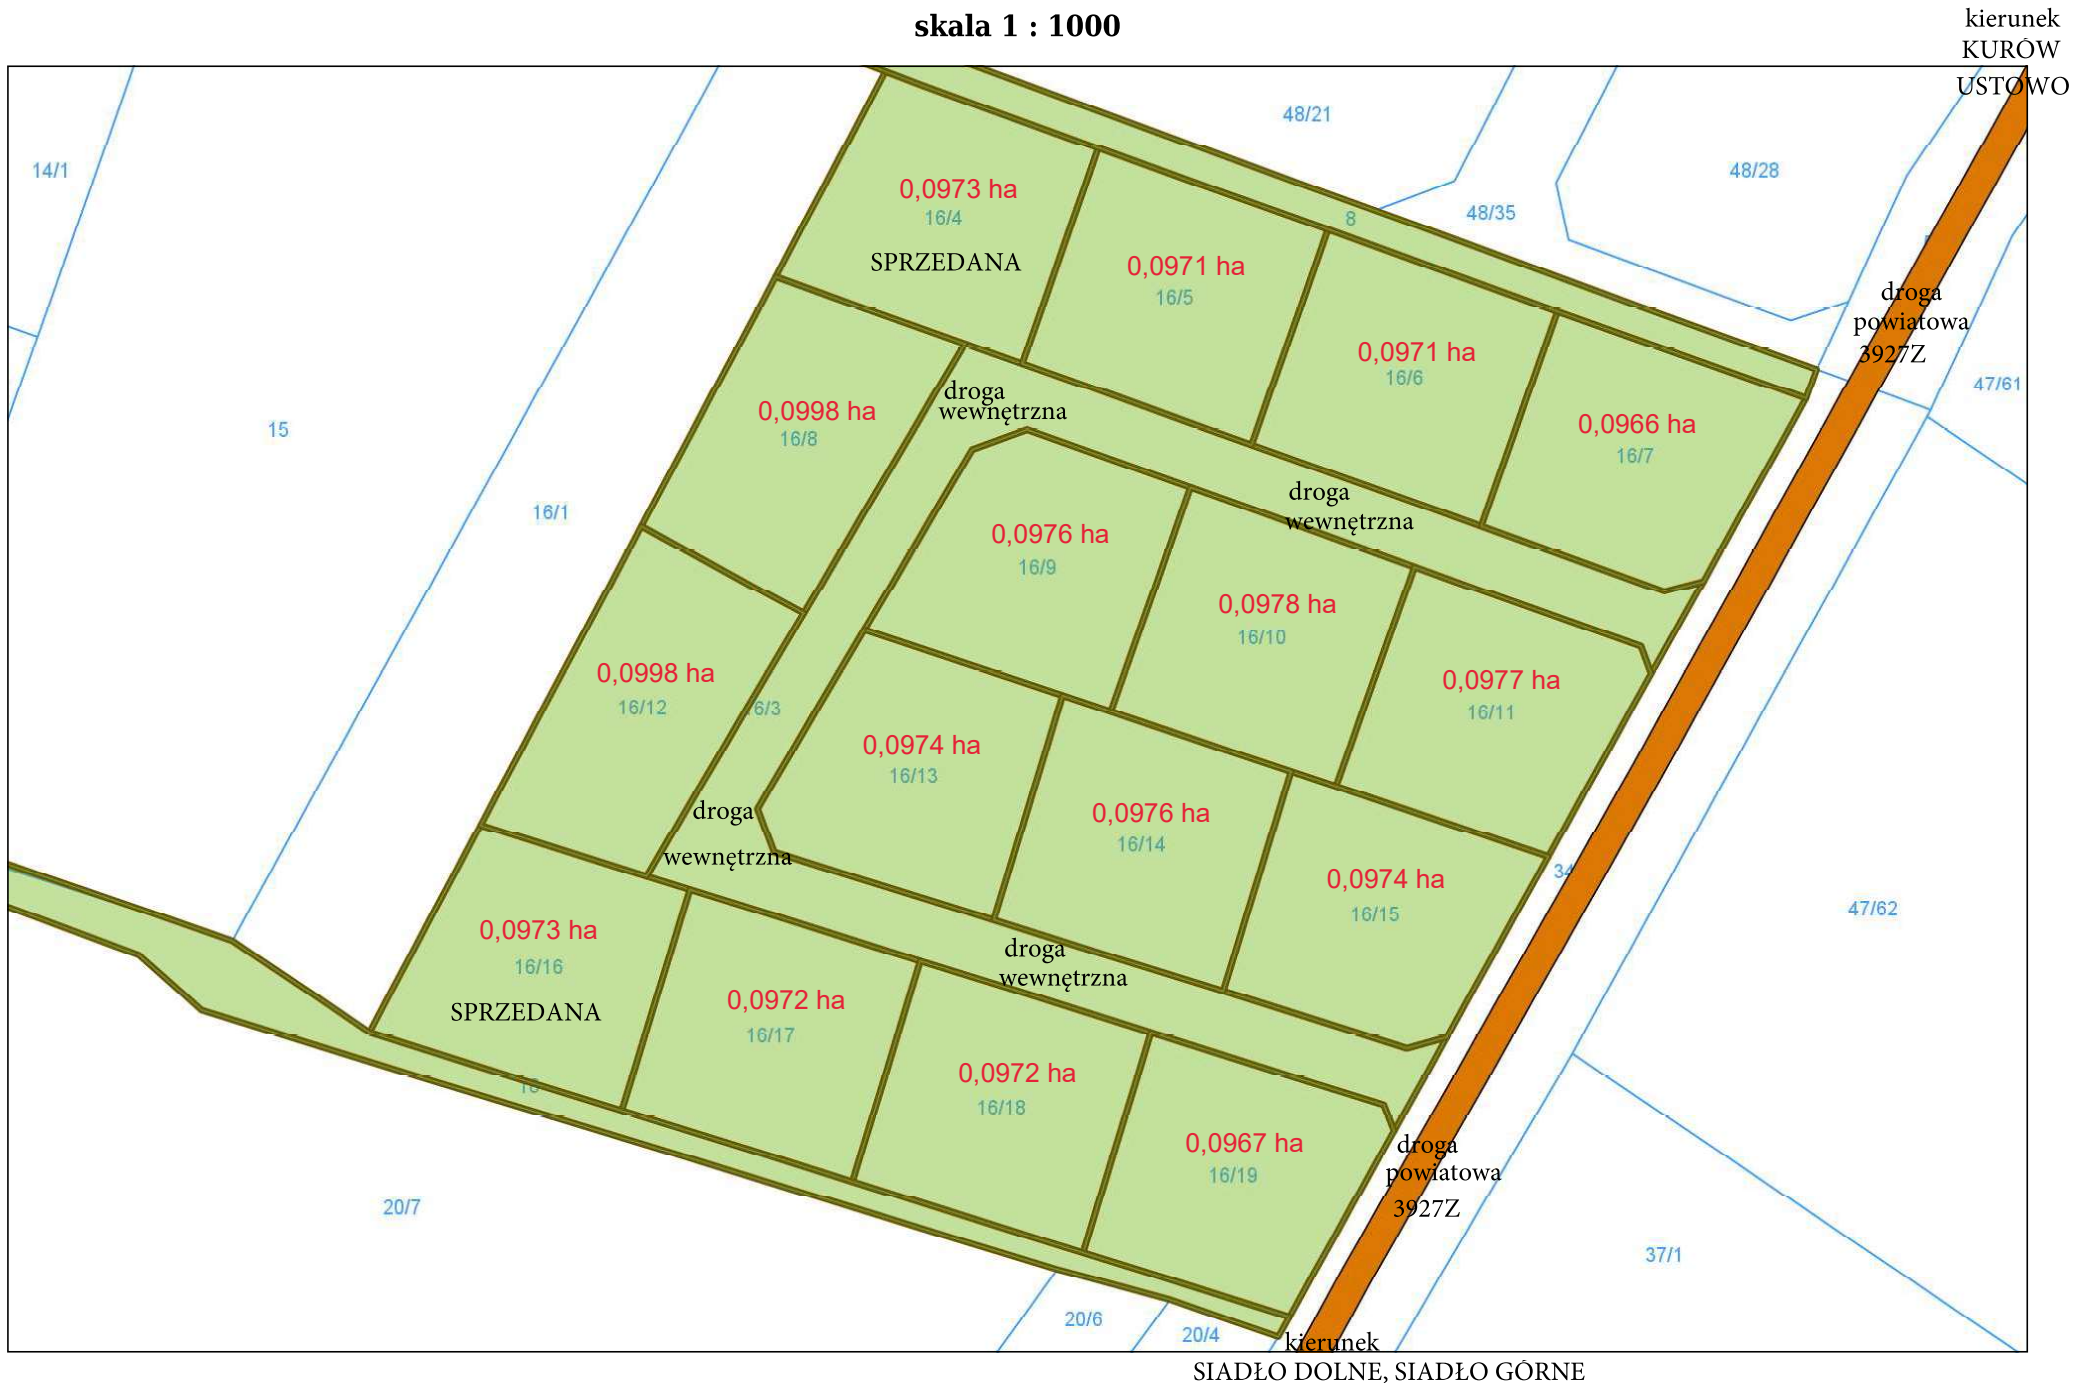 skala 1 : 1000
kierunek
KURÓW
USTOWO
48/21
14/1
48/28
0,0973 ha
16/4
8
48/35
SPRZEDANA
0,0971 ha
16/5
droga
powiatowa
3927Z
0,0971 ha
16/6
47/61
droga
wewnętrzna
0,0998 ha
16/8
0,0966 ha
16/7
15
droga
wewnętrzna
16/1
0,0976 ha
16/9
0,0978 ha
16/10
0,0998 ha
16/12
6/3
0,0977 ha
16/11
0,0974 ha
16/13
droga
wewnętrzna
0,0976 ha
16/14
34
0,0974 ha
16/15
47/62
0,0973 ha
16/16
SPRZEDANA
droga
wewnętrzna
0,0972 ha
16/17
0,0972 ha
16/18
0,0967 ha
16/19
droga
powiatowa
3927Z
20/7
37/1
20/6
20/4
kierunek
SIADŁO DOLNE, SIADŁO GÓRNE